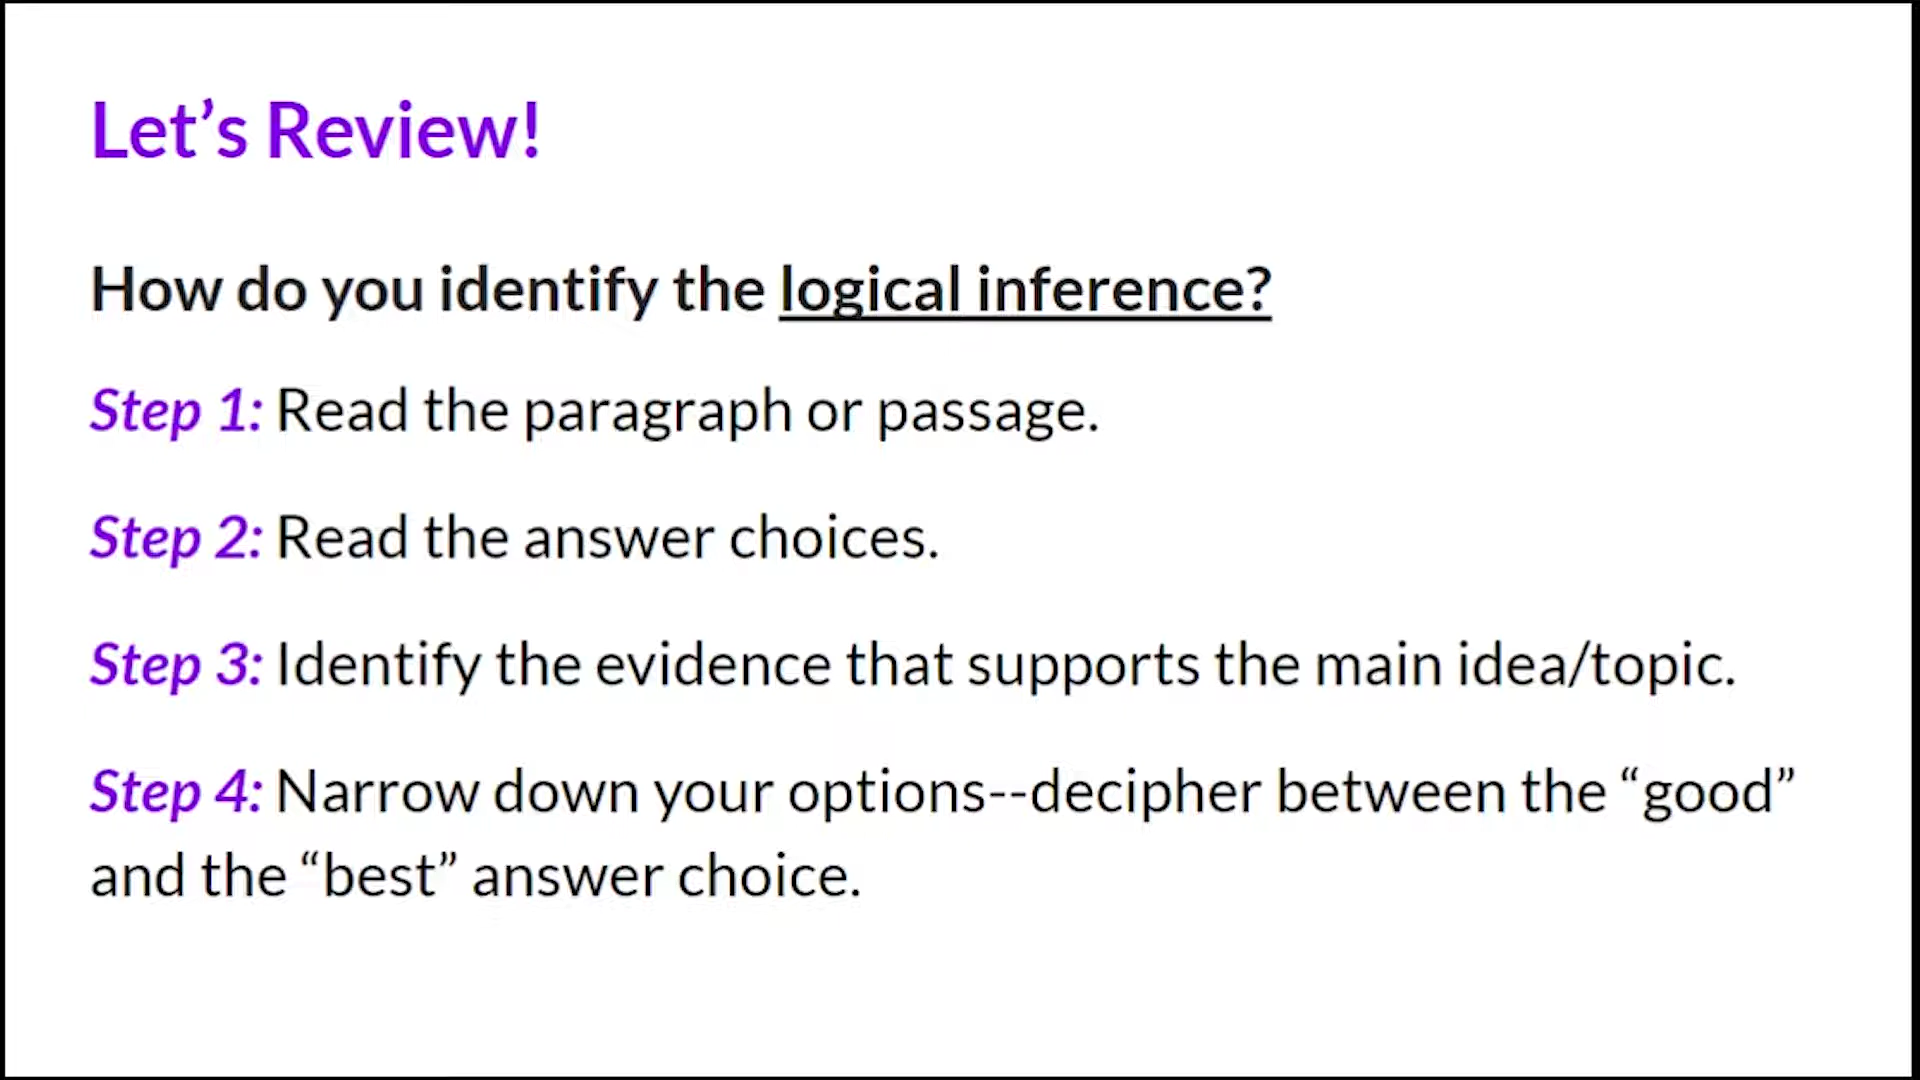 Let’s Review!
How do you identify the logical inference?
Step 1: Read the paragraph or passage.
Step 2: Read the answer choices.
Step 3: Identify the evidence that supports the main idea/topic.
Step 4: Narrow down your options--decipher between the “good”
and the “best” answer choice.